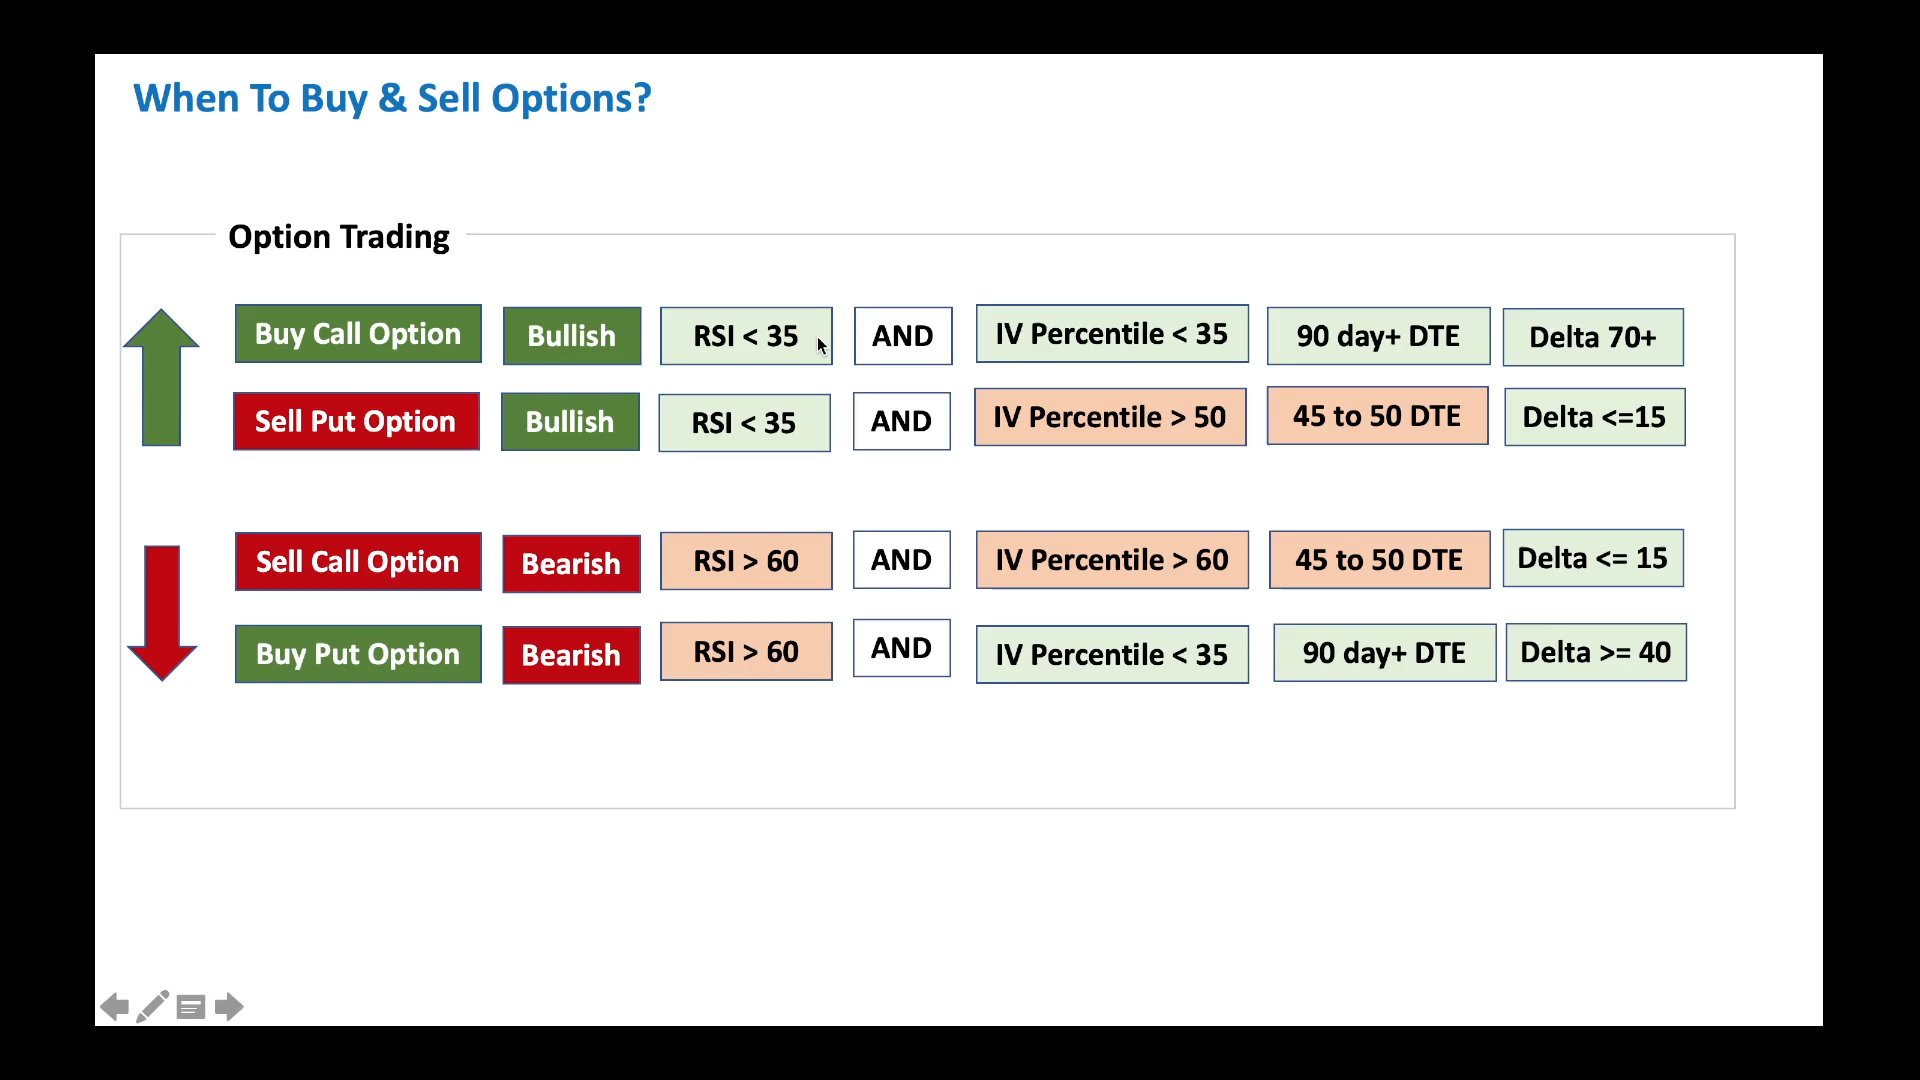 When To Buy & Sell Options?
Option Trading
Buy Call Option Bullish RSI < 35 AND IV Percentile < 35 90 day+ DTE Delta 70+
Sell Put Option Bullish RSI < 35 AND IV Percentile > 50 45 to 50 DTE Delta <=15
Sell Call Option Bearish RSI > 60 AND IV Percentile > 60 45 to 50 DTE Delta <= 15
Buy Put Option Bearish RSI > 60 AND IV Percentile < 35 90 day+ DTE Delta >= 40